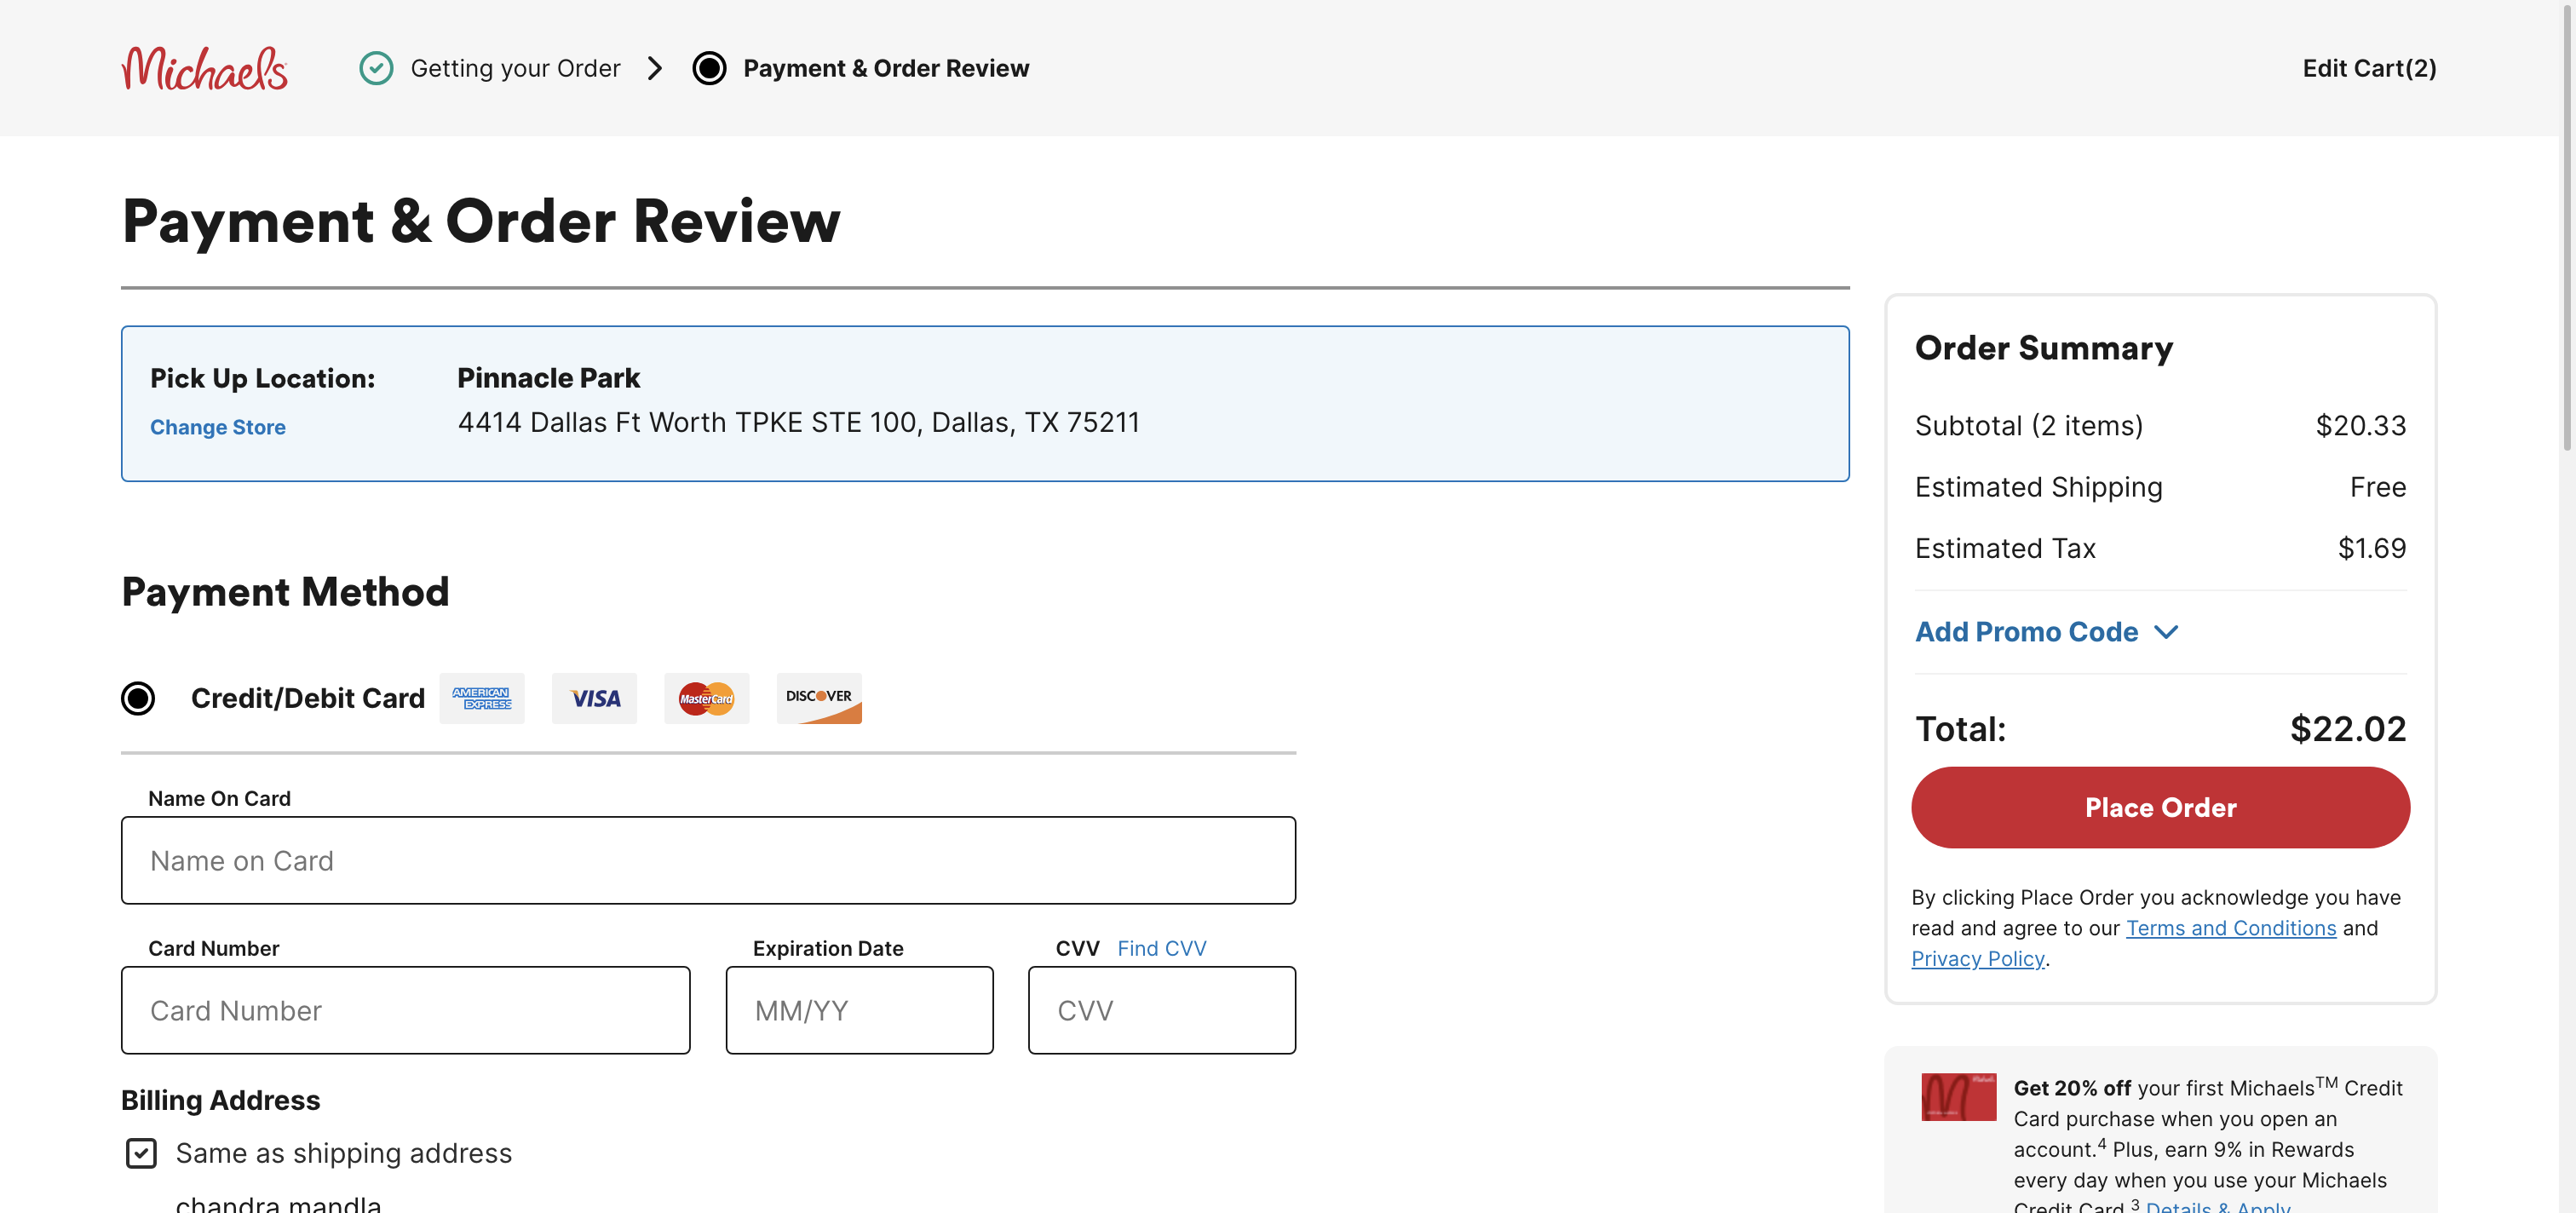 Michaels
Getting your Order
Payment & Order Review
Edit Cart(2)
Payment & Order Review
Pick Up Location:
Change Store
Pinnacle Park
4414 Dallas Ft Worth TPKE STE 100, Dallas, TX 75211
Payment Method
Credit/Debit Card
AMERICAN EXPRESS
VISA
MasterCard
DISCOVER
Name On Card
Name on Card
Card Number
Card Number
Expiration Date
MM/YY
CVV Find CVV
CVV
Billing Address
Same as shipping address
chandra mandla
Order Summary
Subtotal (2 items) $20.33
Estimated Shipping Free
Estimated Tax $1.69
Add Promo Code
Total: $22.02
Place Order
By clicking Place Order you acknowledge you have
read and agree to our Terms and Conditions and
Privacy Policy.
Get 20% off your first Michaels™ Credit
Card purchase when you open an
account.⁴ Plus, earn 9% in Rewards
every day when you use your Michaels
Credit Card.³ Details & Apply